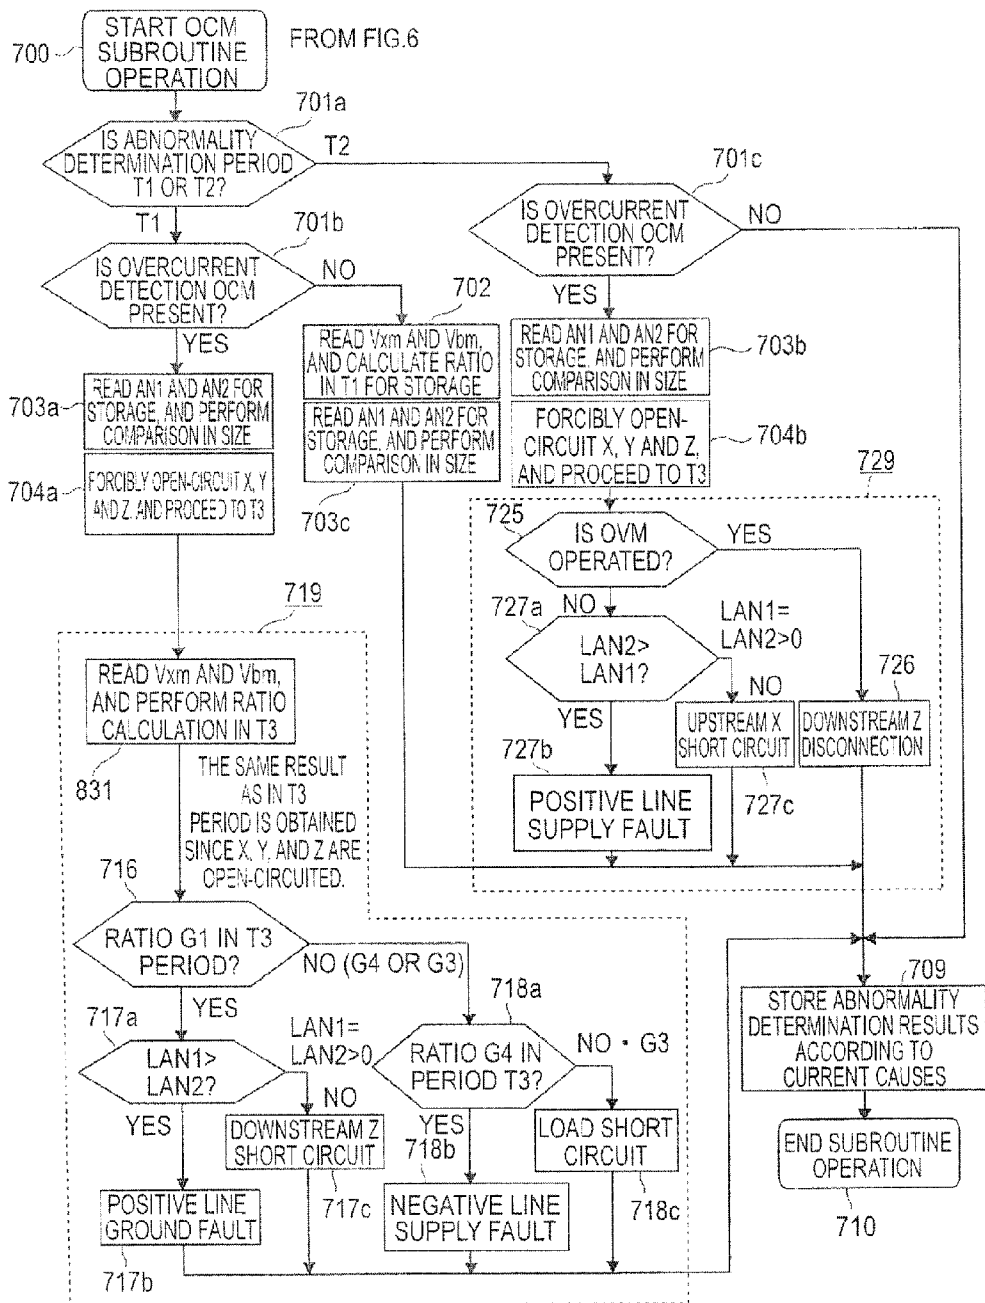 START OCM
SUBROUTINE
OPERATION
700
FROM FIG.6
701a
IS ABNORMALITY
DETERMINATION PERIOD
T1 OR T2?
T2
T1
701b
IS OVERCURRENT
DETECTION OCM
PRESENT?
NO
YES
701c
IS OVERCURRENT
DETECTION OCM
PRESENT?
NO
YES
702
READ Vxm AND Vbm,
AND CALCULATE RATIO
IN T1 FOR STORAGE
READ AN1 AND AN2 FOR
STORAGE, AND PERFORM
COMPARISON IN SIZE
703c
703a
READ AN1 AND AN2 FOR
STORAGE, AND PERFORM
COMPARISON IN SIZE
704a
FORCIBLY OPEN-CIRCUIT X, Y
AND Z, AND PROCEED TO T3
READ AN1 AND AN2 FOR
STORAGE, AND PERFORM
COMPARISON IN SIZE
703b
FORCIBLY OPEN-
CIRCUIT X, Y AND Z,
AND PROCEED TO T3
704b
729
725
IS OVM
OPERATED?
YES
NO
727a
LAN2>
LAN1?
LAN1=
LAN2>0
NO
YES
726
UPSTREAM X
SHORT CIRCUIT
727c
DOWNSTREAM Z
DISCONNECTION
727b
POSITIVE LINE
SUPPLY FAULT
719
READ Vxm AND Vbm,
AND PERFORM RATIO
CALCULATION IN T3
831
THE SAME RESULT
AS IN T3
PERIOD IS OBTAINED
SINCE X, Y, AND Z ARE
OPEN-CIRCUITED.
716
RATIO G1 IN T3
PERIOD?
NO (G4 OR G3)
YES
717a
LAN1>
LAN2?
LAN1=
LAN2>0
NO
YES
718a
RATIO G4 IN
PERIOD T3?
NO · G3
YES
DOWNSTREAM Z
SHORT CIRCUIT
717c
718b
LOAD SHORT
CIRCUIT
718c
POSITIVE LINE
GROUND FAULT
717b
NEGATIVE LINE
SUPPLY FAULT
709
STORE ABNORMALITY
DETERMINATION RESULTS
ACCORDING TO
CURRENT CAUSES
END SUBROUTINE
OPERATION
710